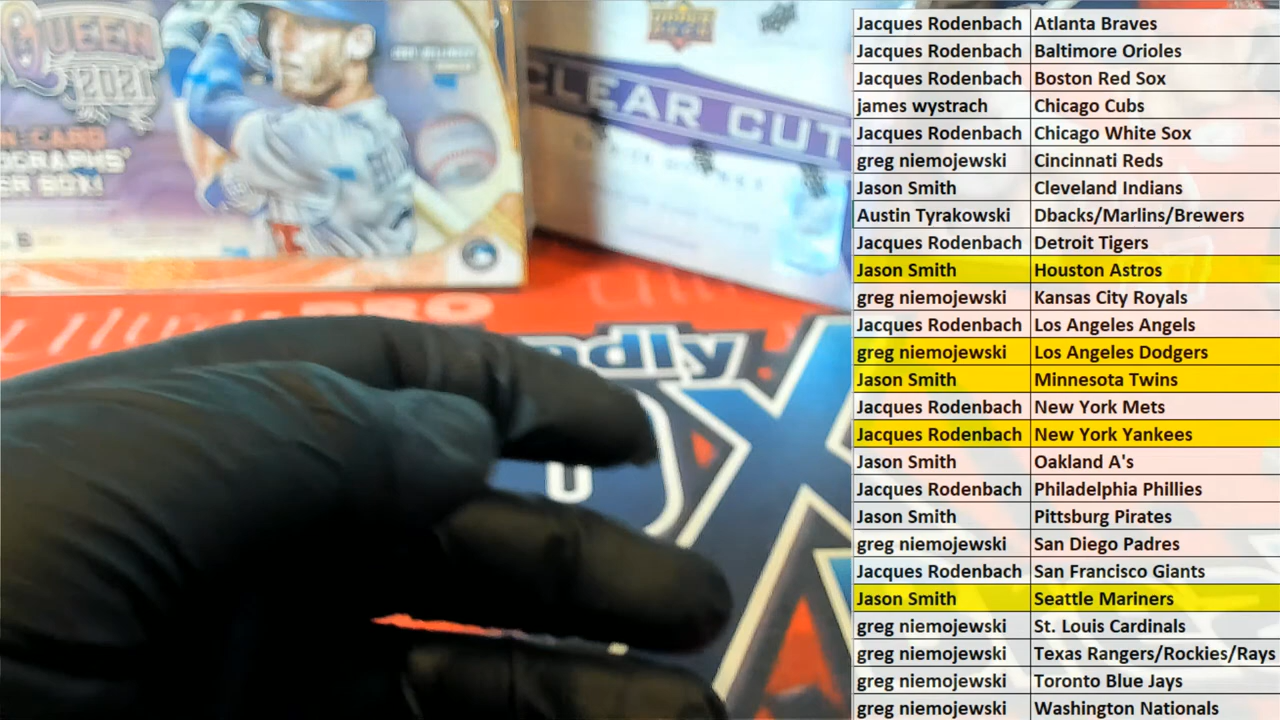 QUEEN
2021
CLEAR CUT
PRO
Jacques Rodenbach Atlanta Braves
Jacques Rodenbach Baltimore Orioles
Jacques Rodenbach Boston Red Sox
james wystrach Chicago Cubs
Jacques Rodenbach Chicago White Sox
greg niemojewski Cincinnati Reds
Jason Smith Cleveland Indians
Austin Tyrakowski Dbacks/Marlins/Brewers
Jacques Rodenbach Detroit Tigers
Jason Smith Houston Astros
greg niemojewski Kansas City Royals
Jacques Rodenbach Los Angeles Angels
greg niemojewski Los Angeles Dodgers
Jason Smith Minnesota Twins
Jacques Rodenbach New York Mets
Jacques Rodenbach New York Yankees
Jason Smith Oakland A's
Jacques Rodenbach Philadelphia Phillies
Jason Smith Pittsburg Pirates
greg niemojewski San Diego Padres
Jacques Rodenbach San Francisco Giants
Jason Smith Seattle Mariners
greg niemojewski St. Louis Cardinals
greg niemojewski Texas Rangers/Rockies/Rays
greg niemojewski Toronto Blue Jays
greg niemojewski Washington Nationals